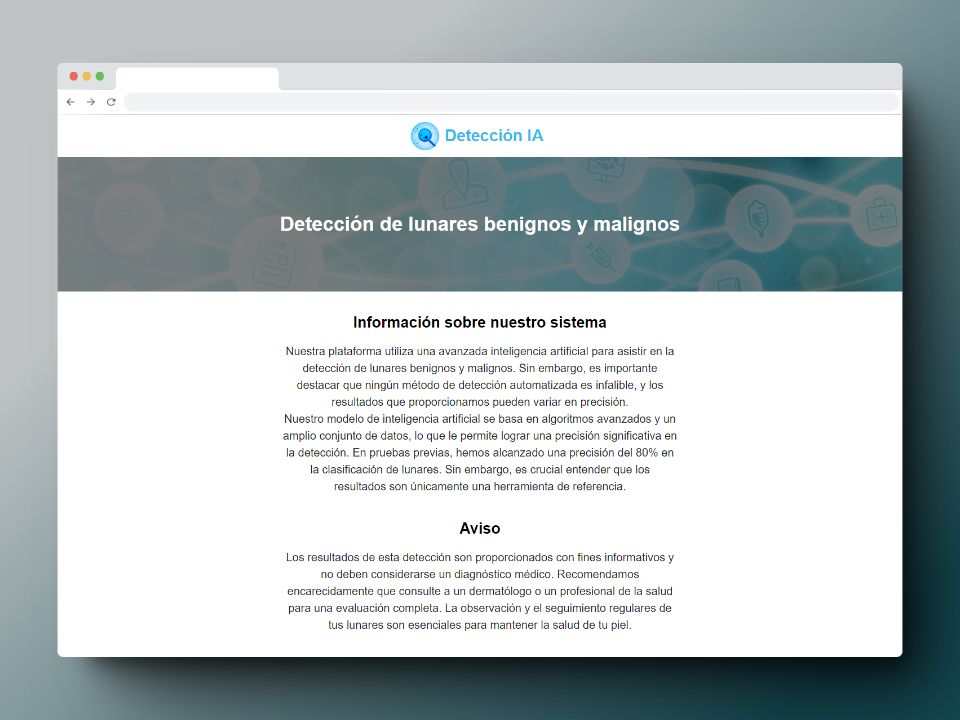 Detección IA
Detección de lunares benignos y malignos
Información sobre nuestro sistema
Nuestra plataforma utiliza una avanzada inteligencia artificial para asistir en la
detección de lunares benignos y malignos. Sin embargo, es importante
destacar que ningún método de detección automatizada es infalible, y los
resultados que proporcionamos pueden variar en precisión.
Nuestro modelo de inteligencia artificial se basa en algoritmos avanzados y un
amplio conjunto de datos, lo que le permite lograr una precisión significativa en
la detección. En pruebas previas, hemos alcanzado una precisión del 80% en
la clasificación de lunares. Sin embargo, es crucial entender que los
resultados son únicamente una herramienta de referencia.
Aviso
Los resultados de esta detección son proporcionados con fines informativos y
no deben considerarse un diagnóstico médico. Recomendamos
encarecidamente que consulte a un dermatólogo o un profesional de la salud
para una evaluación completa. La observación y el seguimiento regulares de
tus lunares son esenciales para mantener la salud de tu piel.